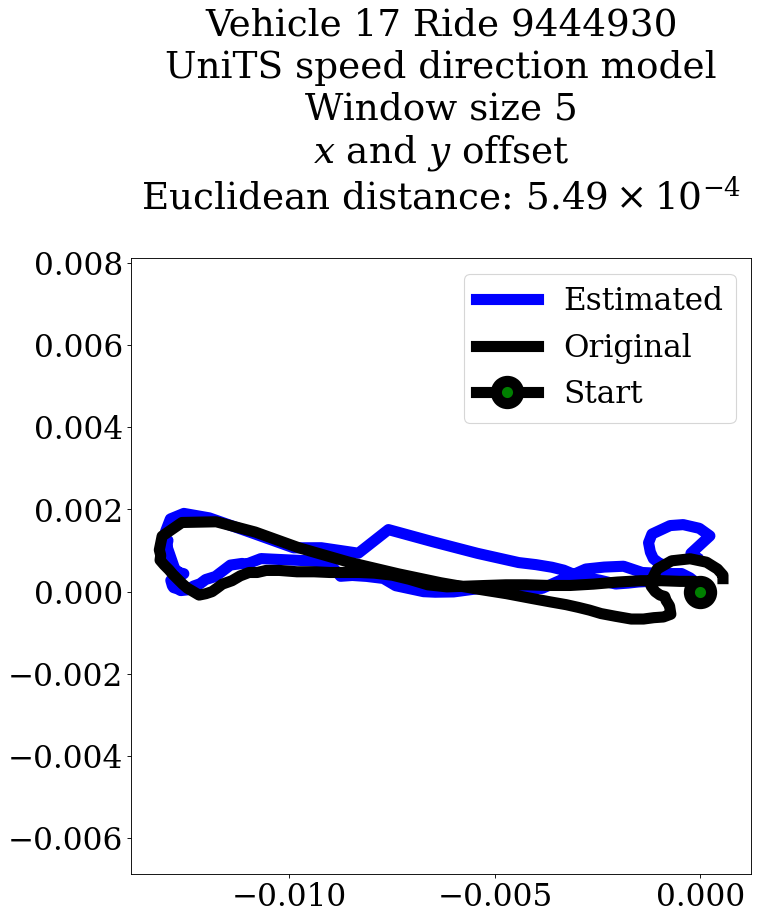 Vehicle 17 Ride 9444930
UniTS speed direction model
Window size 5
x and y offset
Euclidean distance: 5.49 × 10⁻⁴
Estimated
Original
Start
0.008
0.006
0.004
0.002
0.000
−0.002
−0.004
−0.006
−0.010
−0.005
0.000